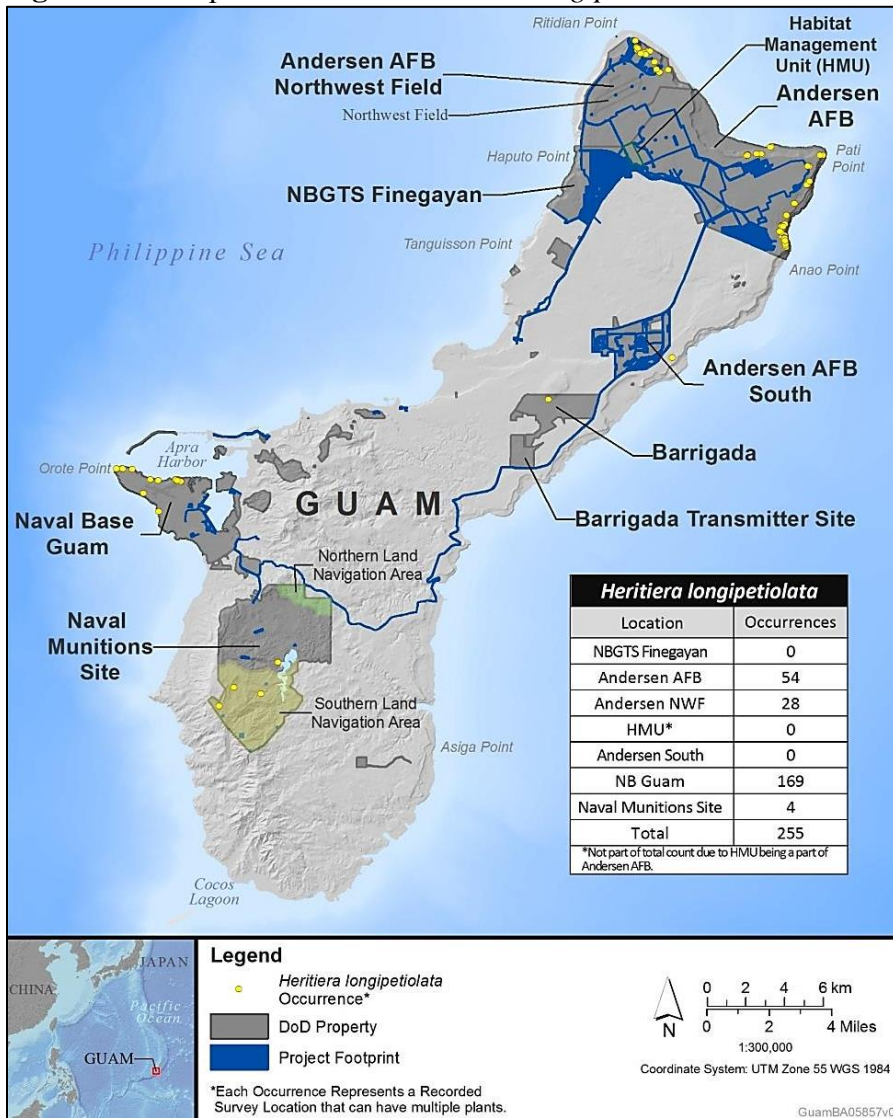 Ritidian Point
Habitat
Management
Unit (HMU)
Andersen AFB
Northwest Field
Northwest Field
Andersen
AFB
Haputo Point
Pati
Point
NBGTS Finegayan
Philippine Sea
Tanguisson Point
Anao Point
Andersen AFB
South
Apra
Harbor
Orote Point
Barrigada
GUAM
Naval Base
Guam
Barrigada Transmitter Site
Northern Land
Navigation Area
Naval
Munitions
Site
Southern Land
Navigation Area
Asiga Point
Cocos
Lagoon
Heritiera longipetiolata
Location Occurrences
NBGTS Finegayan 0
Andersen AFB 54
Andersen NWF 28
HMU* 0
Andersen South 0
NB Guam 169
Naval Munitions Site 4
Total 255
*Not part of total count due to HMU being a part of
Andersen AFB.
JAPAN
CHINA
Pacific
Ocean
GUAM
Legend
Heritiera longipetiolata
Occurrence*
DoD Property
Project Footprint
*Each Occurrence Represents a Recorded
Survey Location that can have multiple plants.
N
0 2 4 6 km
0 2 4 Miles
1:300,000
Coordinate System: UTM Zone 55 WGS 1984